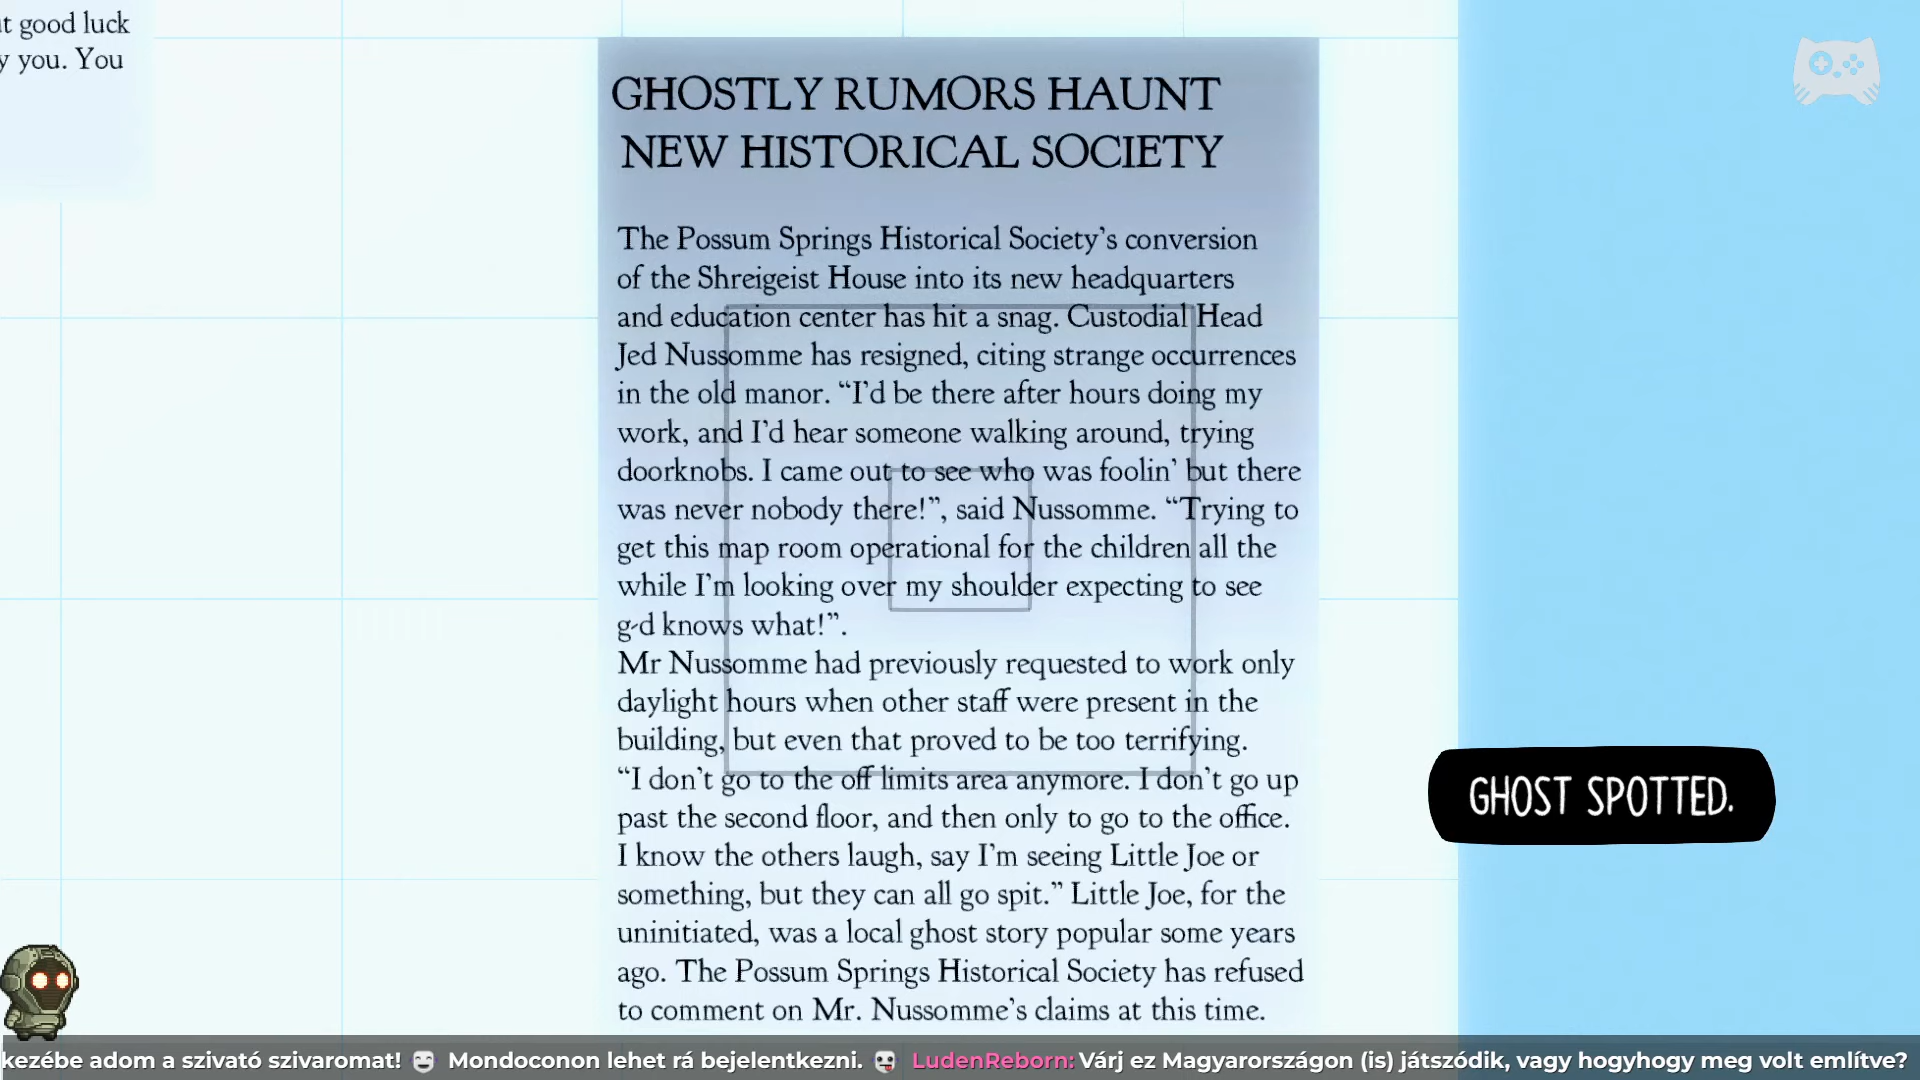 t good luck
y you. You
GHOSTLY RUMORS HAUNT
NEW HISTORICAL SOCIETY
The Possum Springs Historical Society's conversion
of the Shreigeist House into its new headquarters
and education center has hit a snag. Custodial Head
Jed Nussomme has resigned, citing strange occurrences
in the old manor. “I'd be there after hours doing my
work, and I'd hear someone walking around, trying
doorknobs. I came out to see who was foolin' but there
was never nobody there!”, said Nussomme. “Trying to
get this map room operational for the children all the
while I'm looking over my shoulder expecting to see
g-d knows what!”.
Mr Nussomme had previously requested to work only
daylight hours when other staff were present in the
building, but even that proved to be too terrifying.
“I don't go to the off limits area anymore. I don't go up
past the second floor, and then only to go to the office.
I know the others laugh, say I'm seeing Little Joe or
something, but they can all go spit.” Little Joe, for the
uninitiated, was a local ghost story popular some years
ago. The Possum Springs Historical Society has refused
to comment on Mr. Nussomme's claims at this time.
GHOST SPOTTED.
kezébe adom a szivató szivaromat! Mondoconon lehet rá bejelentkezni. LudenReborn: Várj ez Magyarországon (is) játszódik, vagy hogyhogy meg volt említve?